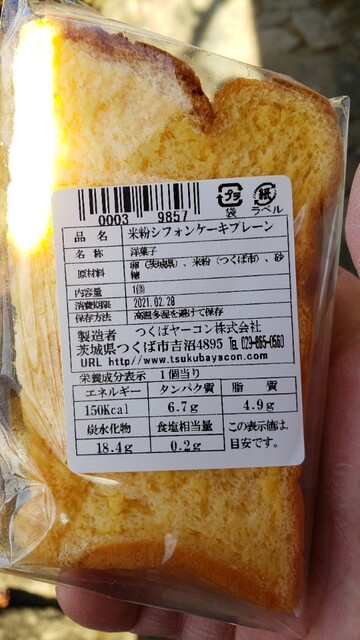 0003 9857
プラ 紙
袋 ラベル
品名 米粉シフォンケーキプレーン
名称 洋菓子
原材料 卵（茨城県）、米粉（つくば市）、砂糖
内容量 1個
消費期限 2021.02.28
保存方法 高温多湿を避けて保存
製造者 つくばヤーコン株式会社
茨城県つくば市吉沼4895 TEL 029-865-0560
URL http://www.tsukubayacon.com
栄養成分表示 1個当り
エネルギー タンパク質 脂質
150Kcal 6.7g 4.9g
炭水化物 食塩相当量 この表示値は、
18.4g 0.2g 目安です。